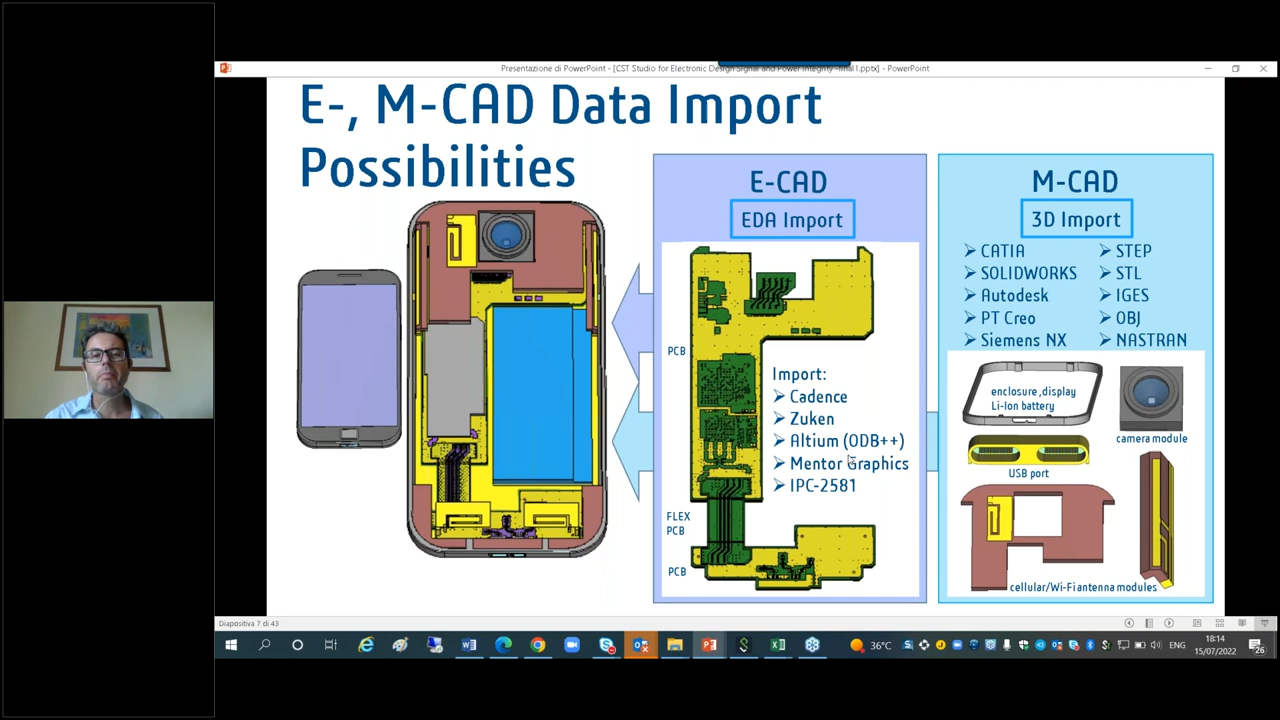 Presentazione di PowerPoint - [CST Studio for Electronic Design Signal and Power Integrity -final1.pptx] - PowerPoint
E-, M-CAD Data Import
Possibilities
E-CAD
EDA Import
PCB
Import:
➢ Cadence
➢ Zuken
➢ Altium (ODB++)
➢ Mentor Graphics
➢ IPC-2581
FLEX
PCB
PCB
M-CAD
3D Import
➢ CATIA
➢ SOLIDWORKS
➢ Autodesk
➢ PT Creo
➢ Siemens NX
➢ STEP
➢ STL
➢ IGES
➢ OBJ
➢ NASTRAN
enclosure,display
Li-Ion battery
camera module
USB port
cellular/Wi-Fi antenna modules
Diapositiva 7 di 43
36°C
ENG
18:14
15/07/2022
26